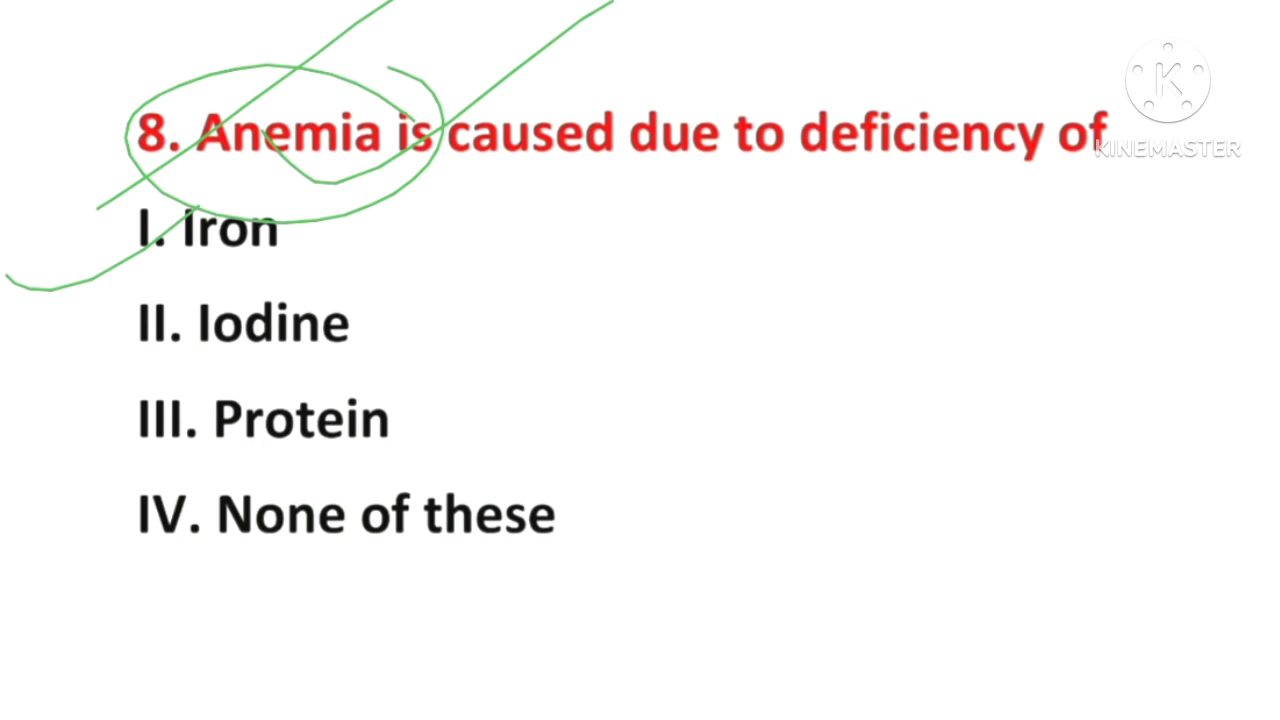 8. Anemia is caused due to deficiency of
KINEMASTER
I. Iron
II. Iodine
III. Protein
IV. None of these